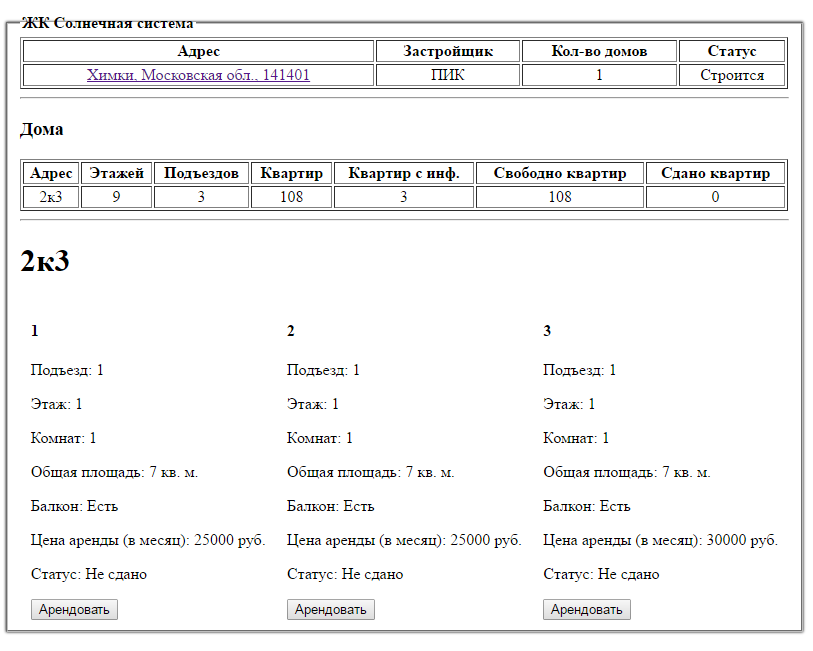 ЖК Солнечная система
Адрес Застройщик Кол-во домов Статус
Химки, Московская обл., 141401 ПИК 1 Строится
Дома
Адрес Этажей Подъездов Квартир Квартир с инф. Свободно квартир Сдано квартир
2к3 9 3 108 3 108 0
2к3
1 2 3
Подъезд: 1 Подъезд: 1 Подъезд: 1
Этаж: 1 Этаж: 1 Этаж: 1
Комнат: 1 Комнат: 1 Комнат: 1
Общая площадь: 7 кв. м. Общая площадь: 7 кв. м. Общая площадь: 7 кв. м.
Балкон: Есть Балкон: Есть Балкон: Есть
Цена аренды (в месяц): 25000 руб. Цена аренды (в месяц): 25000 руб. Цена аренды (в месяц): 30000 руб.
Статус: Не сдано Статус: Не сдано Статус: Не сдано
Арендовать Арендовать Арендовать